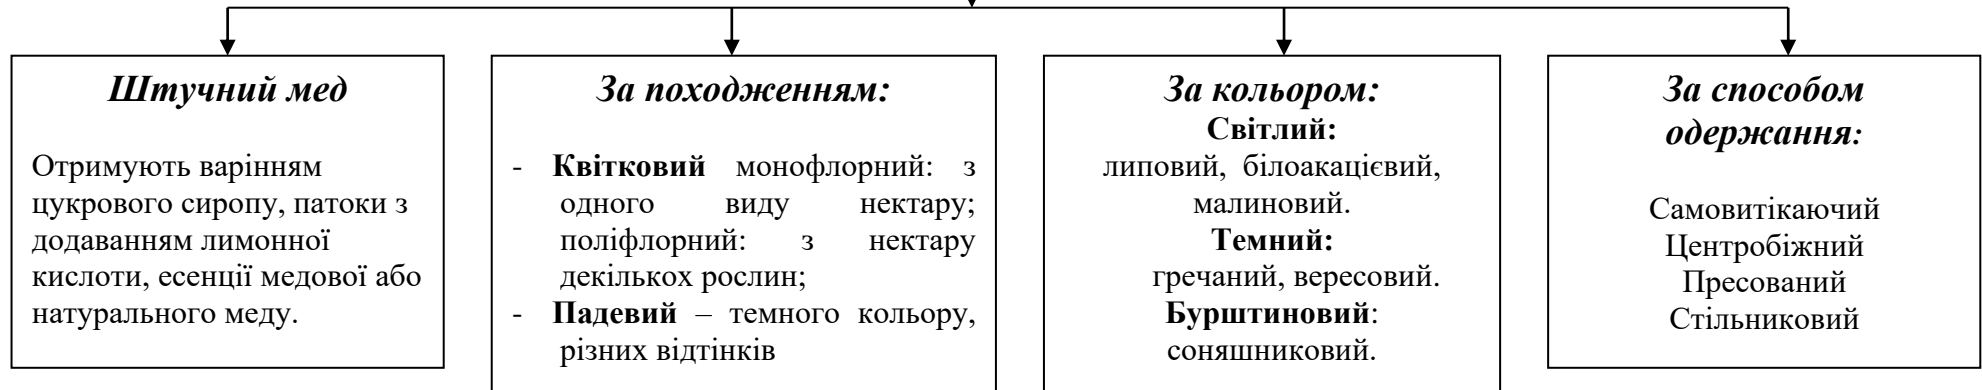 Штучний мед
Отримують варінням
цукрового сиропу, патоки з
додаванням лимонної
кислоти, есенції медової або
натурального меду.
За походженням:
- Квітковий монофлорний: з
одного виду нектару;
поліфлорний: з нектару
декількох рослин;
- Падевий – темного кольору,
різних відтінків
За кольором:
Світлий:
липовий, білоакацієвий,
малиновий.
Темний:
гречаний, вересовий.
Бурштиновий:
соняшниковий.
За способом
одержання:
Самовитікаючий
Центробіжний
Пресований
Стільниковий